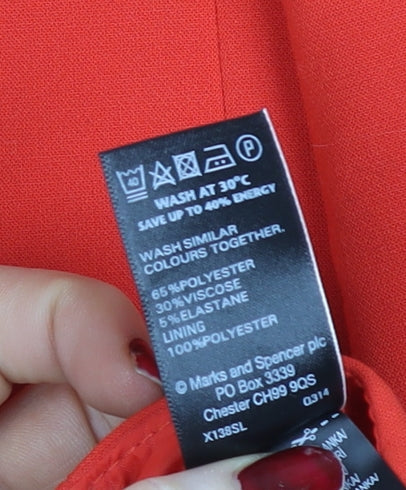 40 P
WASH AT 30°C
SAVE UP TO 40% ENERGY
WASH SIMILAR
COLOURS TOGETHER.
65%POLYESTER
30%VISCOSE
5%ELASTANE
LINING
100%POLYESTER
© Marks and Spencer plc
PO Box 3339
Chester CH99 9QS
X138SL 0314